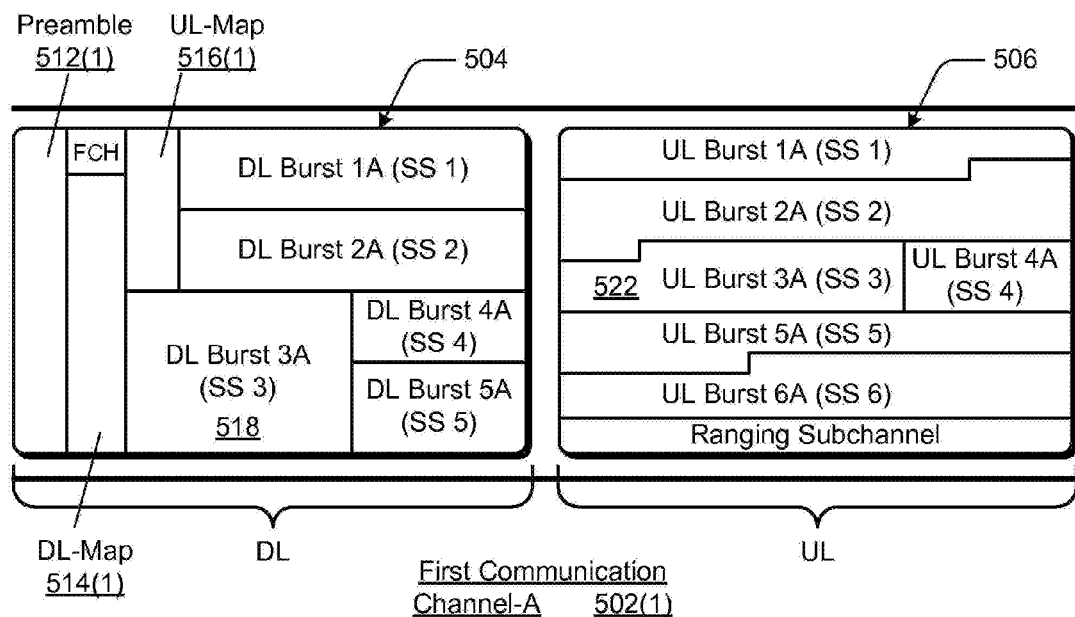 Preamble
512(1)
UL-Map
516(1)
504
506
FCH
DL Burst 1A (SS 1)
DL Burst 2A (SS 2)
DL Burst 3A
(SS 3)
518
DL Burst 4A
(SS 4)
DL Burst 5A
(SS 5)
UL Burst 1A (SS 1)
UL Burst 2A (SS 2)
522
UL Burst 3A (SS 3)
UL Burst 4A
(SS 4)
UL Burst 5A (SS 5)
UL Burst 6A (SS 6)
Ranging Subchannel
DL-Map
514(1)
DL
UL
First Communication
Channel-A 502(1)